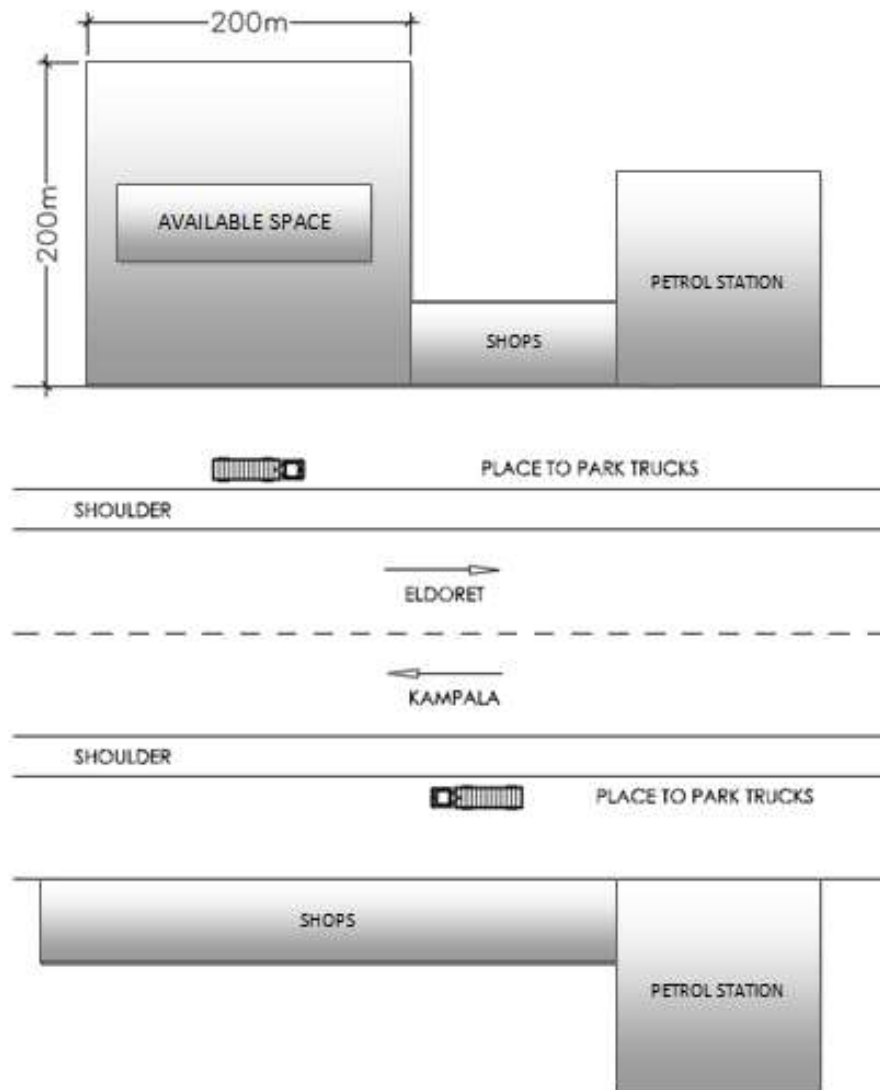 200m
200m
AVAILABLE SPACE
PETROL STATION
SHOPS
PLACE TO PARK TRUCKS
SHOULDER
ELDORET
KAMPALA
SHOULDER
PLACE TO PARK TRUCKS
SHOPS
PETROL STATION